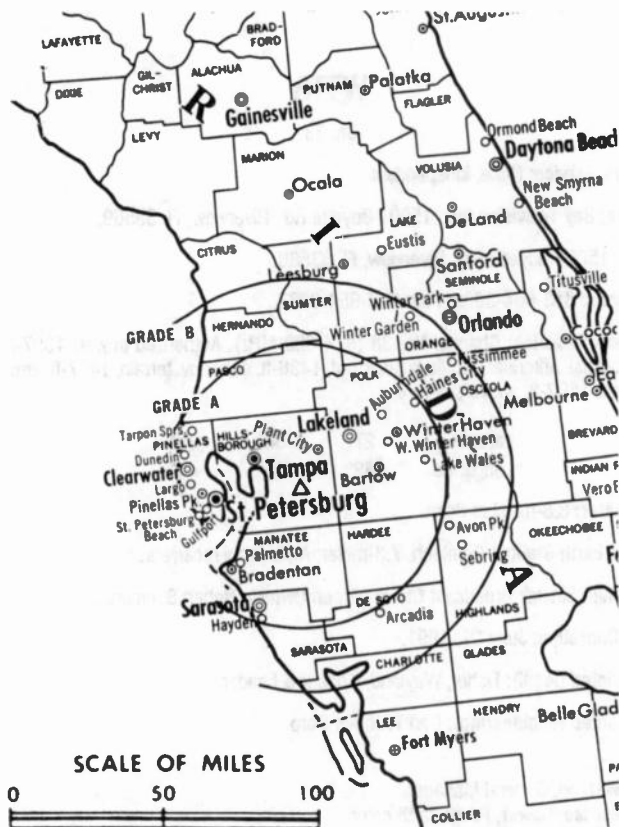 St.August
LAFAYETTE
BRAD-
FORD
DIXIE
GIL-
CHRIST
ALACHUA
PUTNAM
Palatka
R
Gainesville
FLAGLER
LEVY
Ormond Beach
Daytona Beach
MARION
VOLUSIA
Ocala
New Smyrna
Beach
LAKE
DeLand
I
Eustis
CITRUS
Leesburg
Sanford
SEMINOLE
Titusville
SUMTER
Winter Park
GRADE B
HERNANDO
Winter Garden
Orlando
ORANGE
Coco
PASCO
Kissimmee
POLK
Auburndale
Haines City
OSCEOLA
D
Ea
Melbourne
GRADE A
Tarpon Sprs.
PINELLAS
HILLS-
BOROUGH
Plant City
Lakeland
Winter Haven
BREVARD
Dunedin
W. Winter Haven
Clearwater
Tampa
Lake Wales
INDIAN R
Largo
Bartow
Pinellas Pk
St. Petersburg
Vero B
St. Petersburg
Beach
Gulfport
MANATEE
HARDEE
Avon Pk.
OKEECHOBEE
Palmetto
Bradentan
Sebring
A
Sarasota
DE SOTO
Hayden
Arcadia
HIGHLANDS
SARASOTA
CHARLOTTE
GLADES
LEE
HENDRY
Belle Glad
Fort Myers
SCALE OF MILES
0 50 100
COLLIER